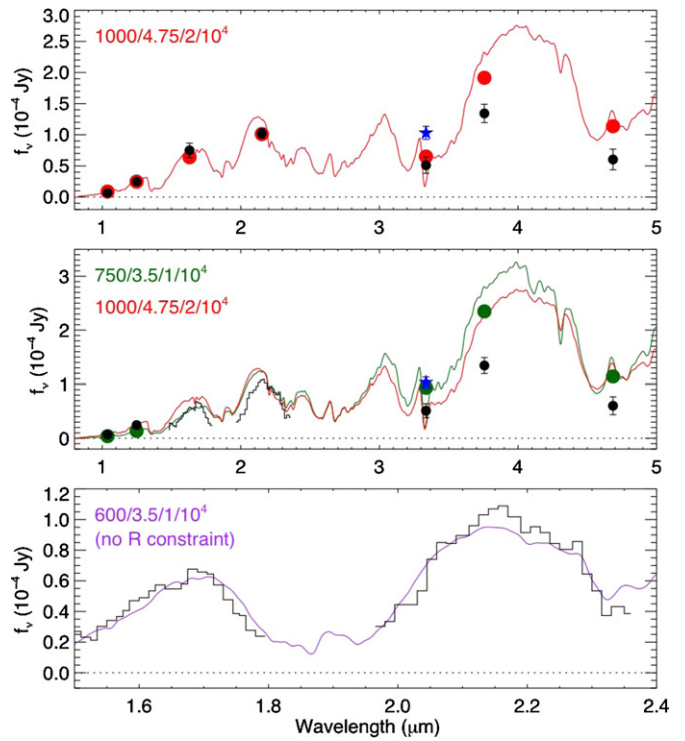 1000/4.75/2/10⁴
f_ν (10⁻⁴ Jy)
3.0
2.5
2.0
1.5
1.0
0.5
0.0
1 2 3 4 5
750/3.5/1/10⁴
1000/4.75/2/10⁴
f_ν (10⁻⁴ Jy)
3
2
1
0
1 2 3 4 5
600/3.5/1/10⁴
(no R constraint)
f_ν (10⁻⁴ Jy)
1.2
1.0
0.8
0.6
0.4
0.2
0.0
1.6 1.8 2.0 2.2 2.4
Wavelength (μm)